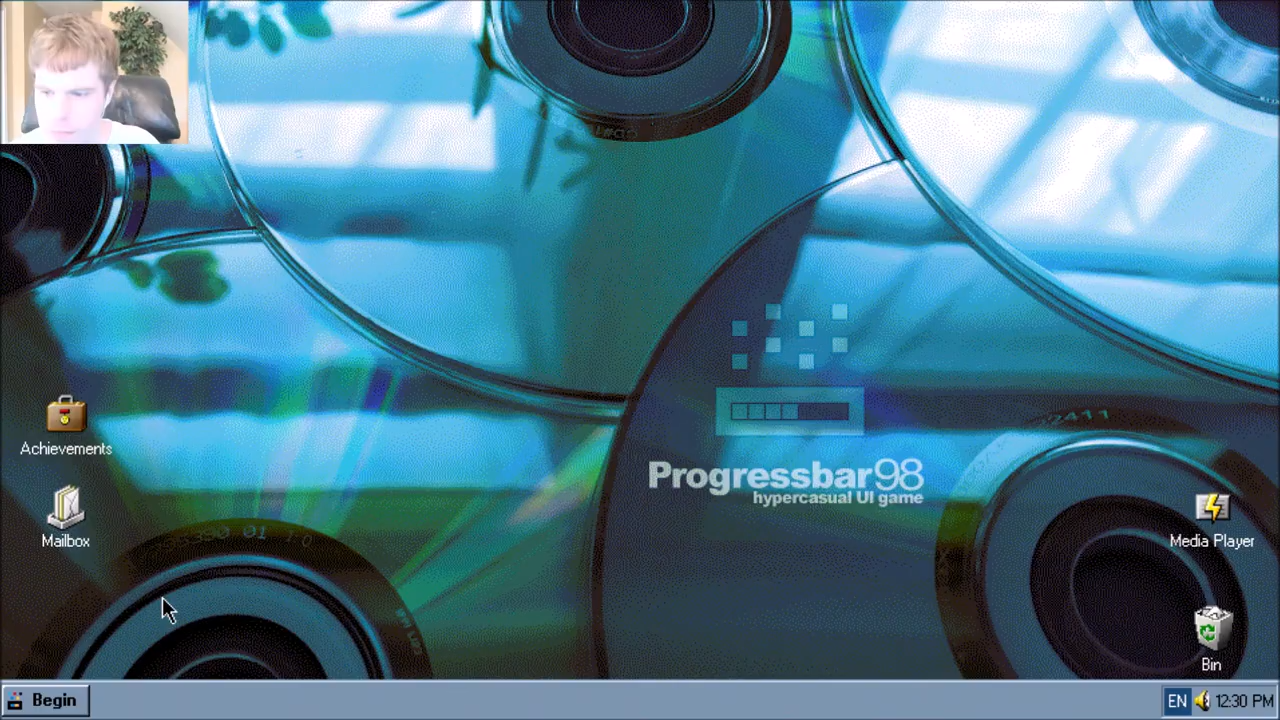 Achievements
Mailbox
Progressbar98
hypercasual UI game
Media Player
Bin
Begin
EN 12:30 PM